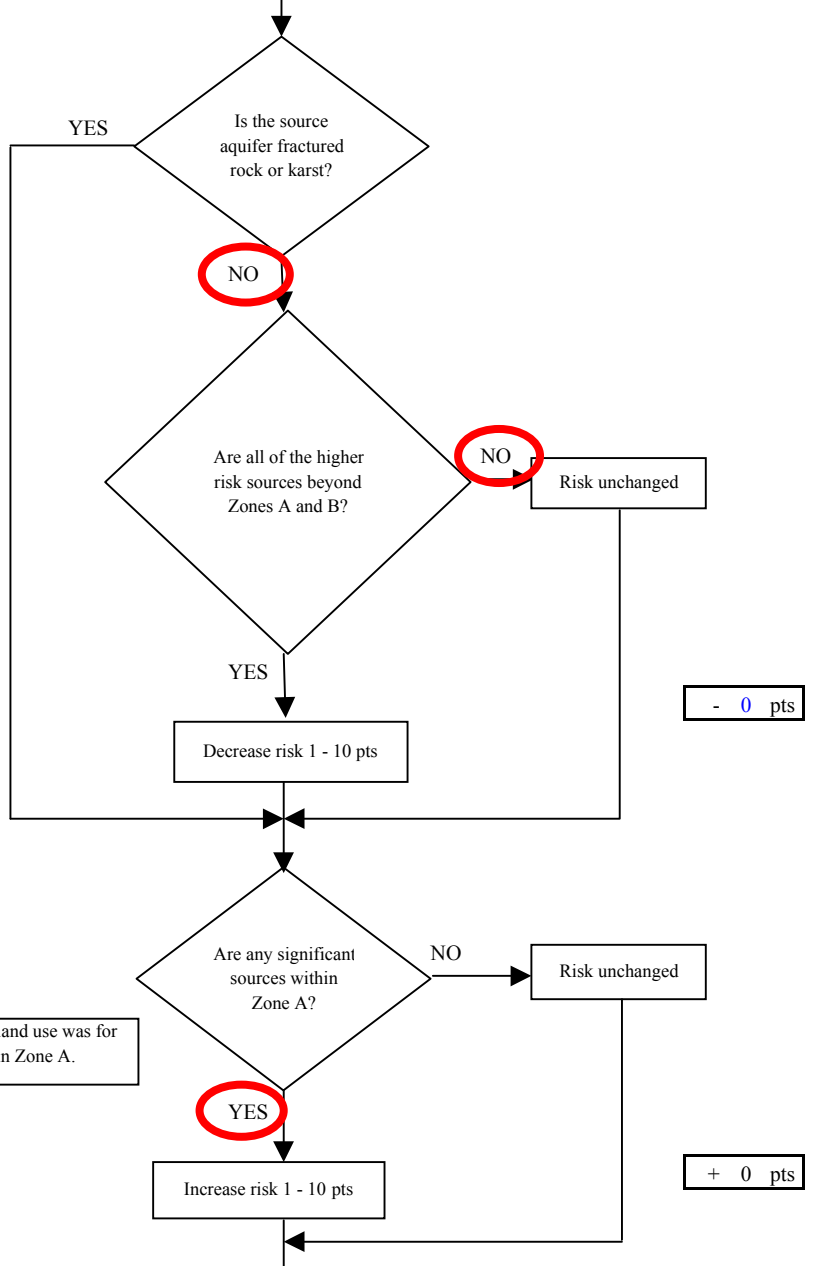 YES
Is the source
aquifer fractured
rock or karst?
NO
Are all of the higher
risk sources beyond
Zones A and B?
NO
Risk unchanged
YES
- 0 pts
Decrease risk 1 - 10 pts
Are any significant
sources within
Zone A?
NO
Risk unchanged
and use was for
n Zone A.
YES
+ 0 pts
Increase risk 1 - 10 pts